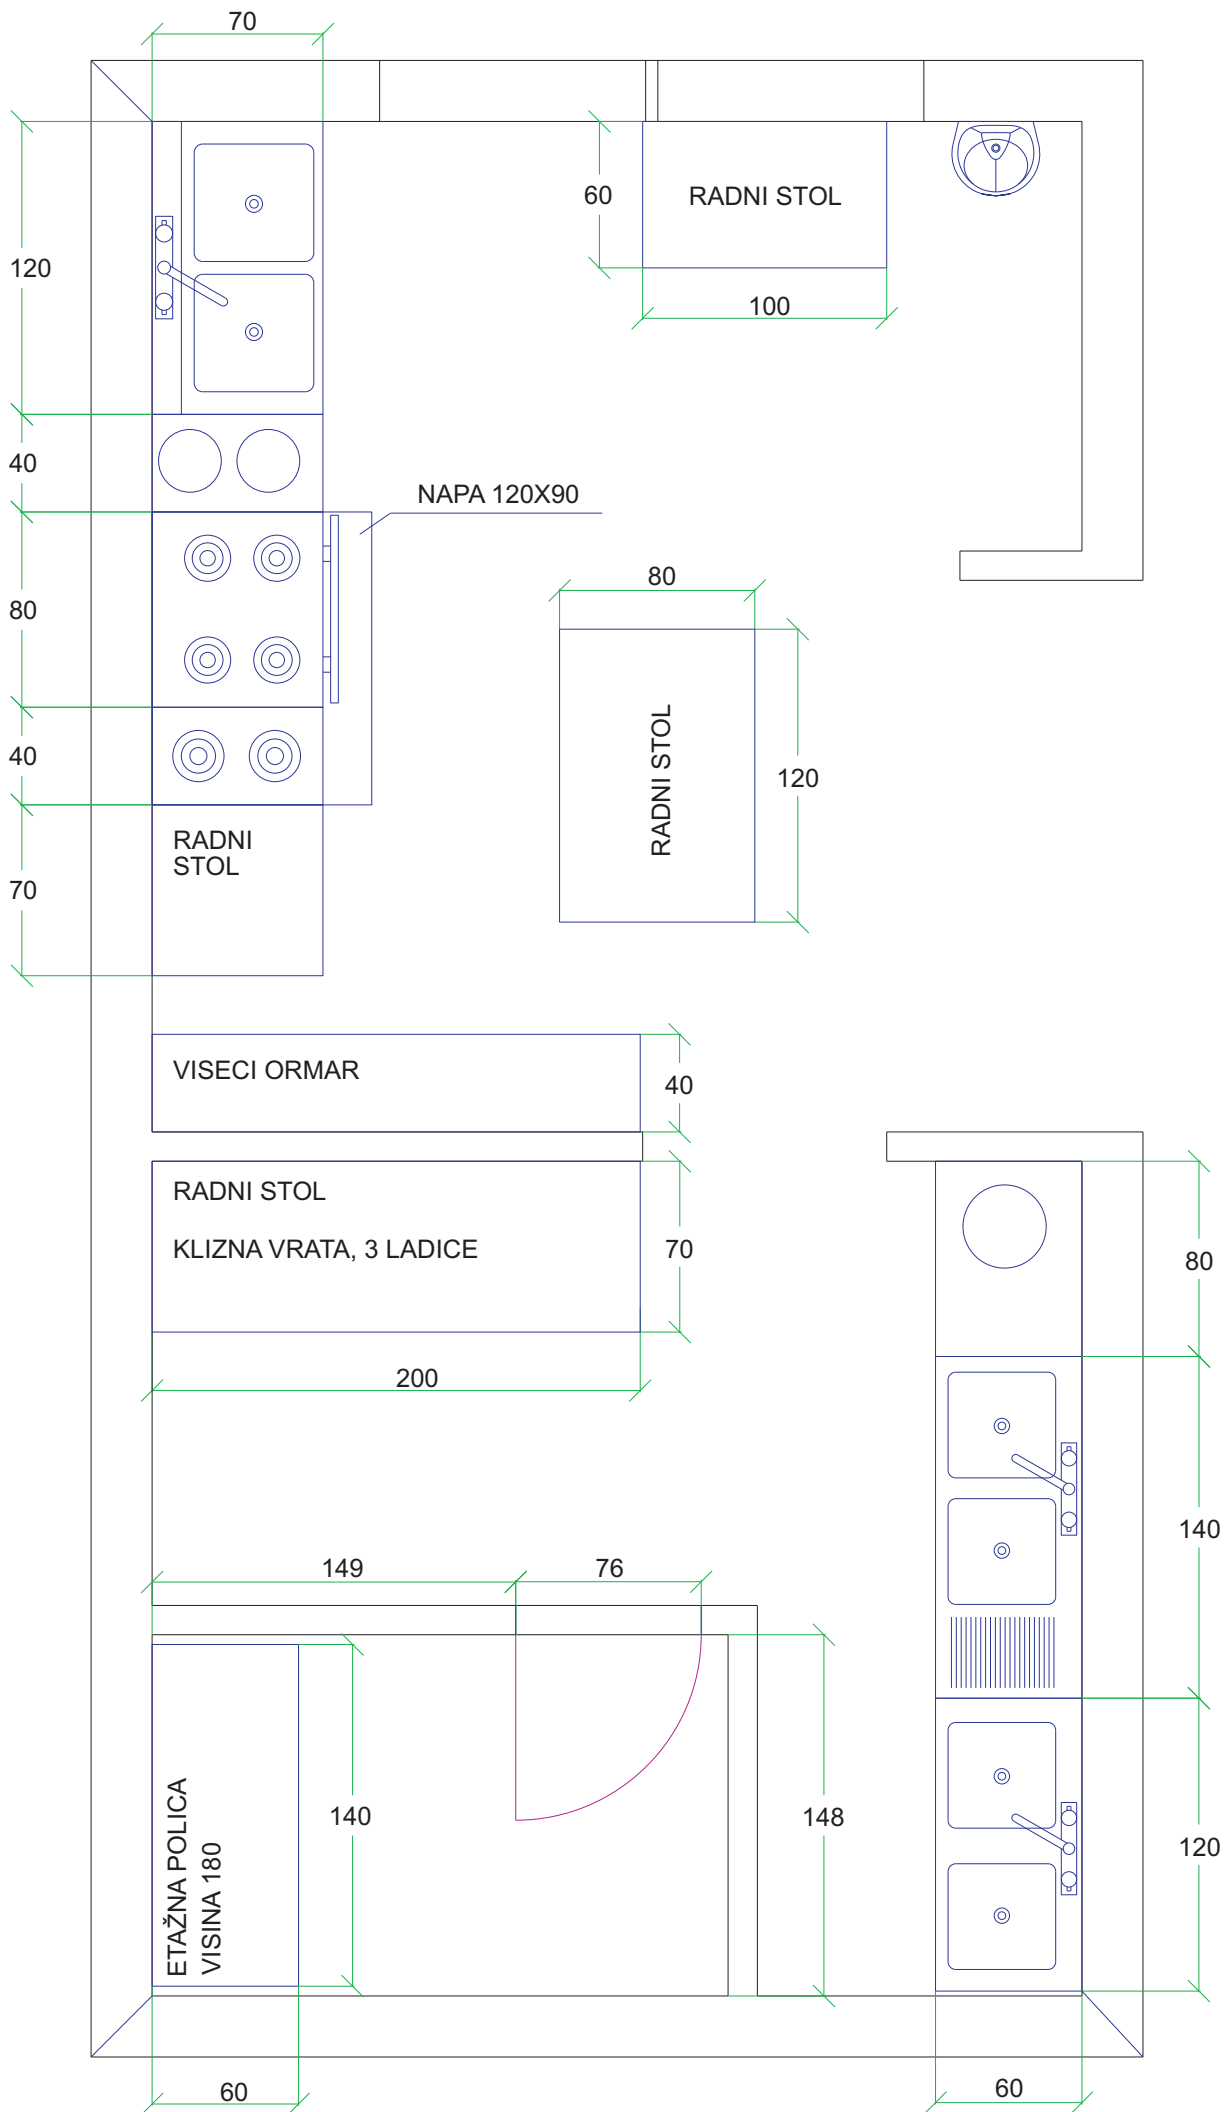 70
60
RADNI STOL
120
100
40
NAPA 120X90
80
80
RADNI STOL
120
40
RADNI
STOL
70
VISECI ORMAR
40
RADNI STOL
KLIZNA VRATA, 3 LADICE
70
80
200
140
149
76
ETAŽNA POLICA
VISINA 180
140
148
120
60
60